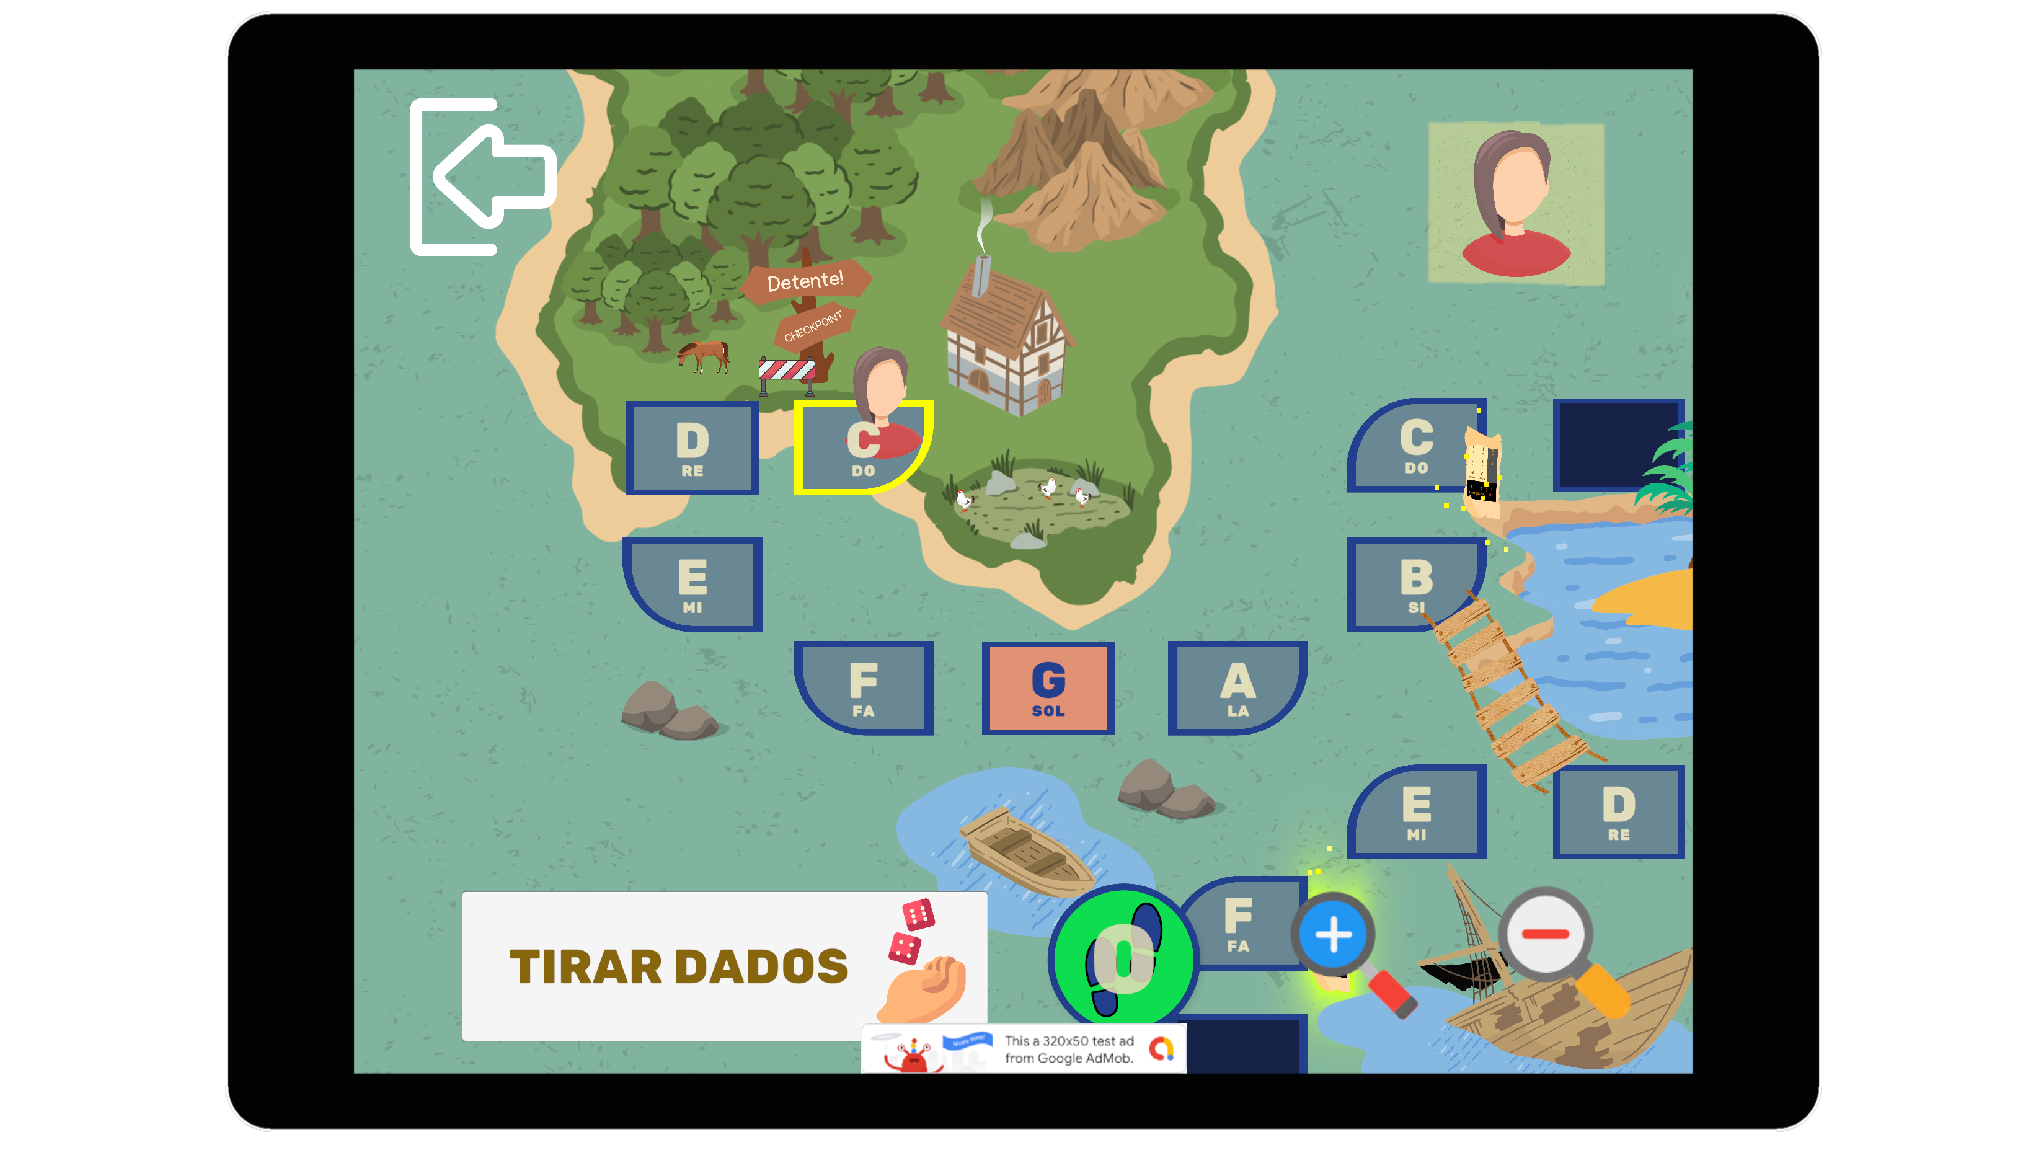 Detente!
CHECKPOINT
D
RE
C
DO
C
DO
E
MI
B
SI
F
FA
G
SOL
A
LA
E
MI
D
RE
F
FA
TIRAR DADOS
0
This a 320x50 test ad
from Google AdMob.